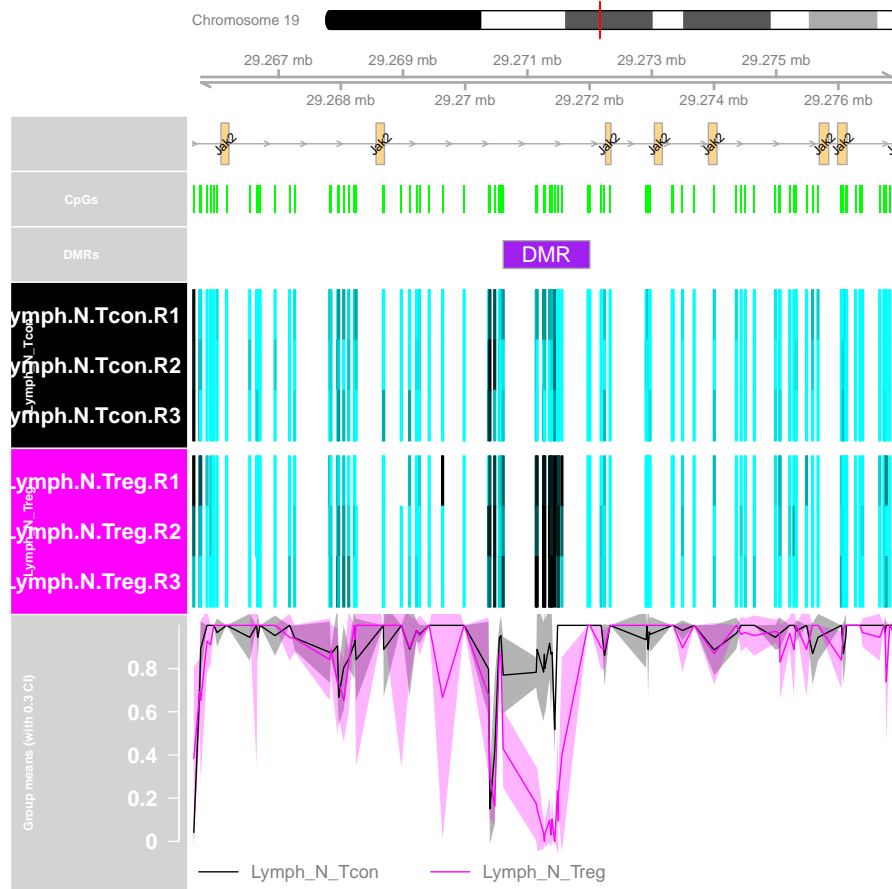 Chromosome 19
29.267 mb 29.269 mb 29.271 mb 29.273 mb 29.275 mb
29.268 mb 29.27 mb 29.272 mb 29.274 mb 29.276 mb
Jak2 Jak2 Jak2 Jak2 Jak2 Jak2 Jak2
CpGs
DMRs
DMR
Lymph.N_Tcon
ymph.N.Tcon.R1
ymph.N.Tcon.R2
ymph.N.Tcon.R3
Lymph.N_Treg
Lymph.N.Treg.R1
Lymph.N.Treg.R2
Lymph.N.Treg.R3
Group means (with 0.3 CI)
0.8
0.6
0.4
0.2
0
Lymph_N_Tcon Lymph_N_Treg